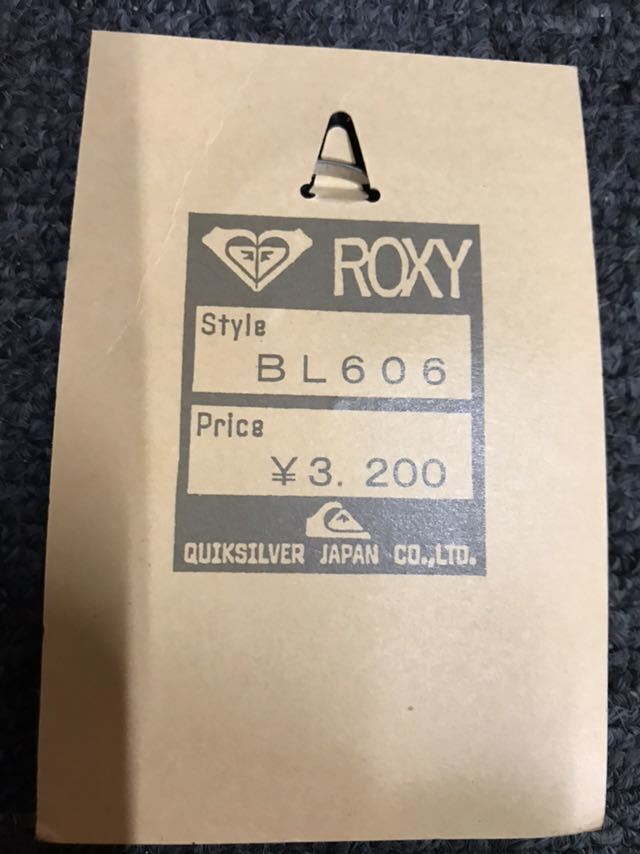 ROXY
Style
BL606
Price
¥3. 200
QUIKSILVER JAPAN CO.,LTD.